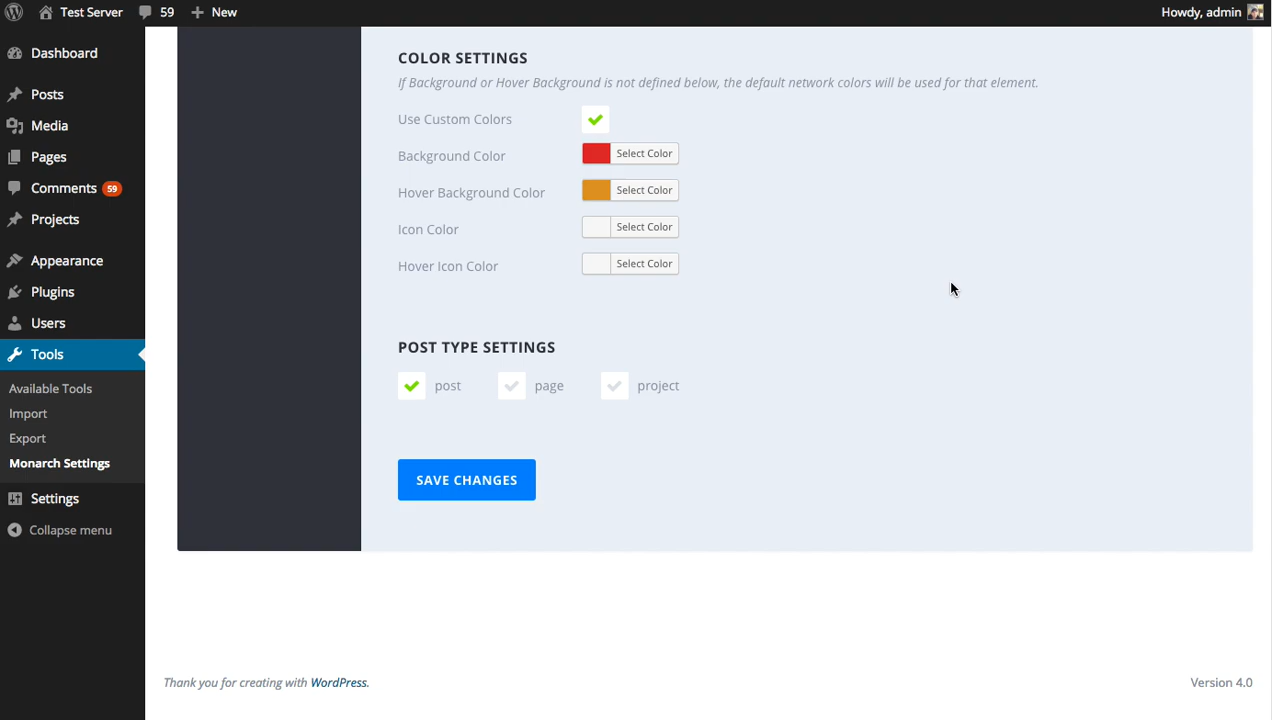 Test Server 59 New Howdy, admin
Dashboard
Posts
Media
Pages
Comments 59
Projects
Appearance
Plugins
Users
Tools
Available Tools
Import
Export
Monarch Settings
Settings
Collapse menu
COLOR SETTINGS
If Background or Hover Background is not defined below, the default network colors will be used for that element.
Use Custom Colors
Background Color Select Color
Hover Background Color Select Color
Icon Color Select Color
Hover Icon Color Select Color
POST TYPE SETTINGS
post page project
SAVE CHANGES
Thank you for creating with WordPress. Version 4.0